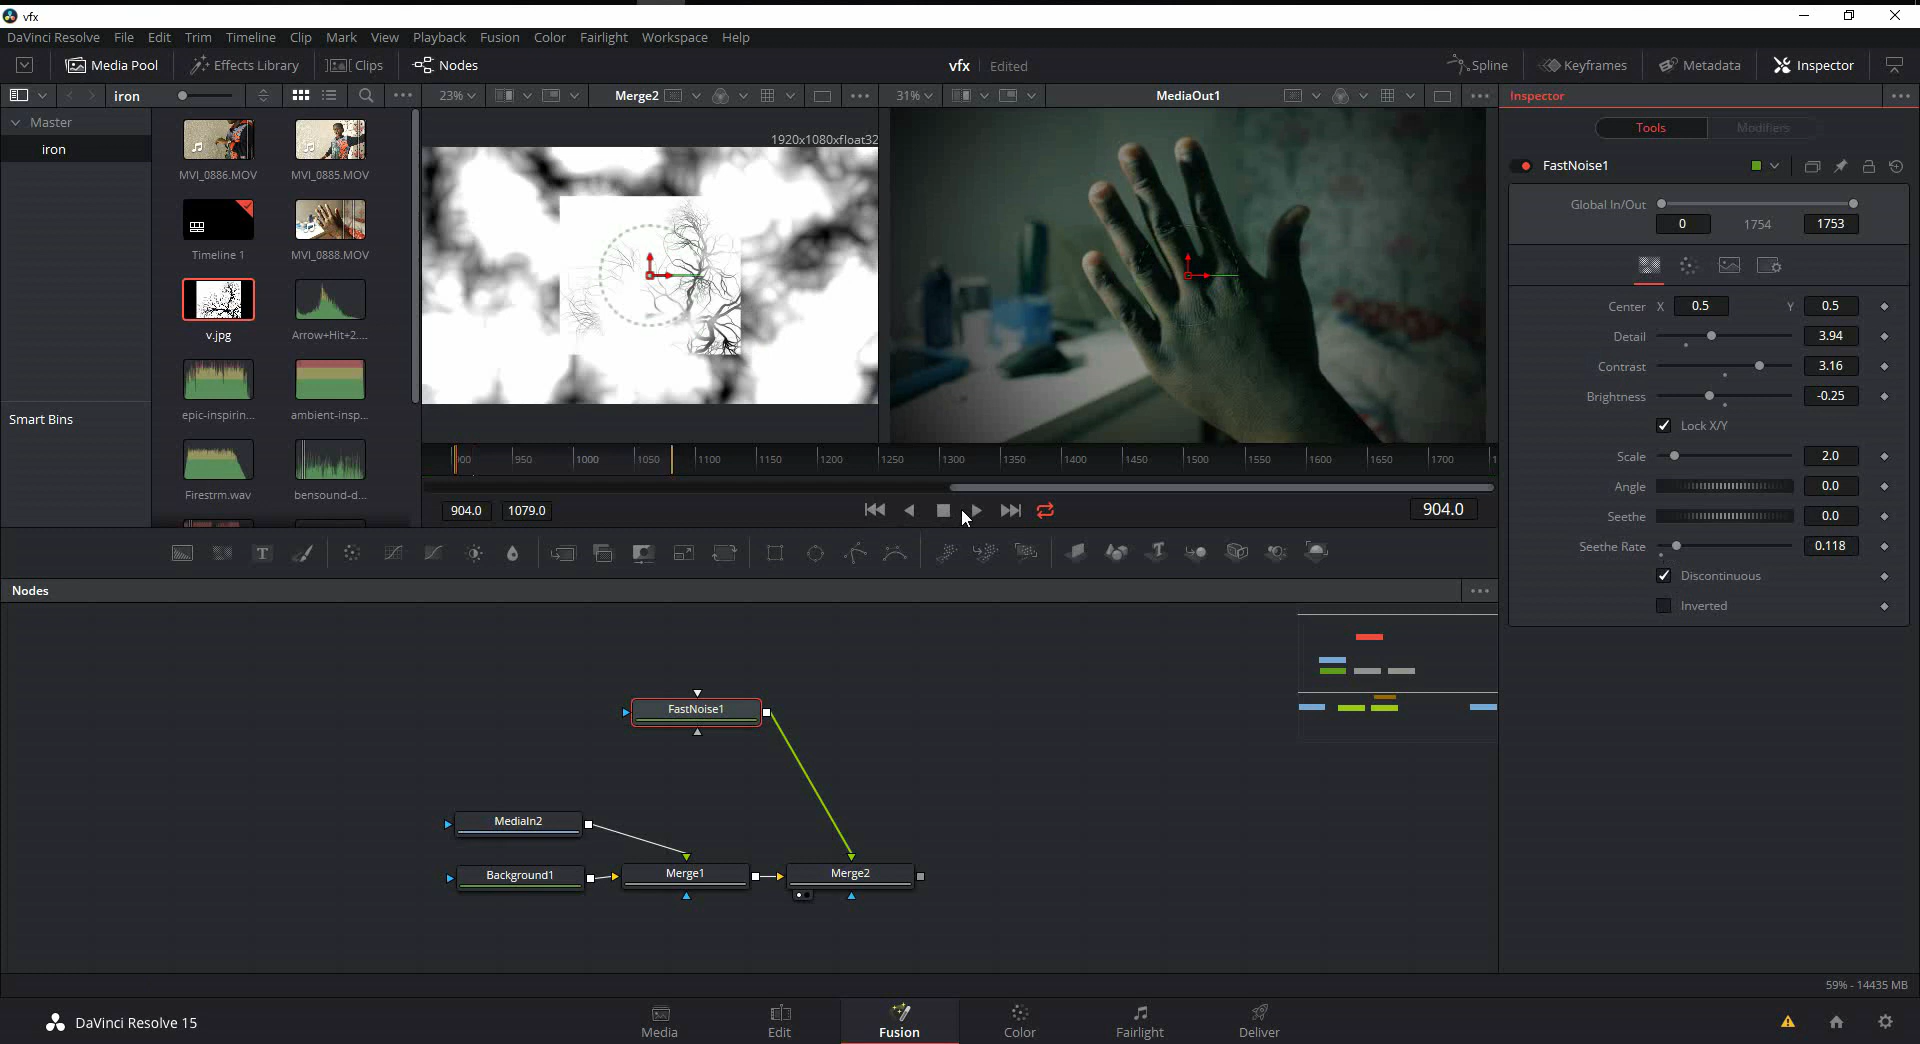 vfx
DaVinci Resolve File Edit Trim Timeline Clip Mark View Playback Fusion Color Fairlight Workspace Help
Media Pool Effects Library Clips Nodes vfx Edited Spline Keyframes Metadata Inspector
iron 23% Merge2 31% MediaOut1 Inspector
Master
iron
Smart Bins
MVI_0886.MOV MVI_0885.MOV
Timeline 1 MVI_0888.MOV
v.jpg Arrow+Hit+2....
epic-inspirin... ambient-insp...
Firestrm.wav bensound-d...
1920x1080xfloat32
950 1000 1050 1100 1150 1200 1250 1300 1350 1400 1450 1500 1550 1600 1650 1700
904.0 1079.0 904.0
Tools Modifiers
FastNoise1
Global In/Out
0 1754 1753
Center X 0.5 Y 0.5
Detail 3.94
Contrast 3.16
Brightness -0.25
Lock X/Y
Scale 2.0
Angle 0.0
Seethe 0.0
Seethe Rate 0.118
Discontinuous
Inverted
T
Nodes
FastNoise1
MediaIn2
Background1 Merge1 Merge2
59% - 14435 MB
DaVinci Resolve 15
Media Edit Fusion Color Fairlight Deliver